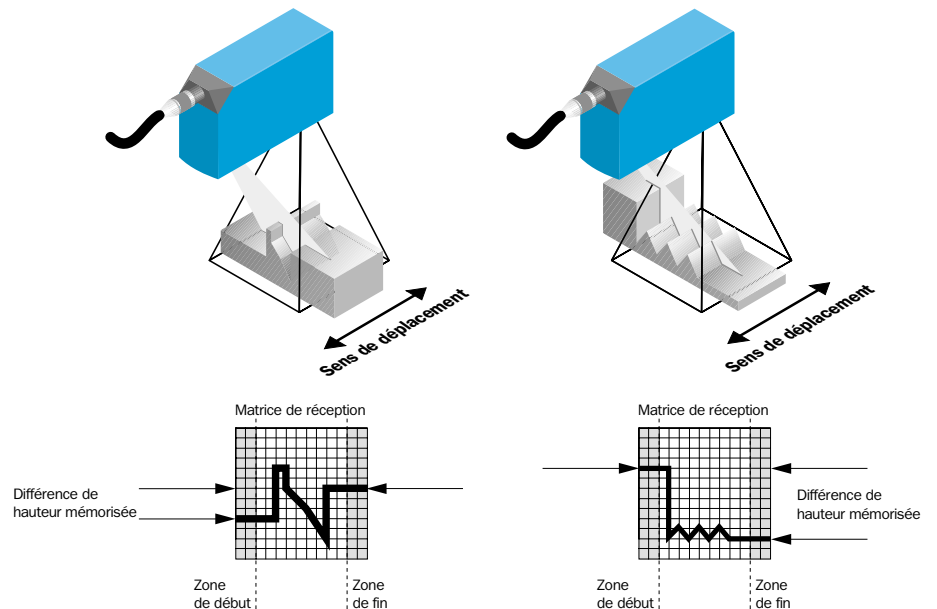 Sens de déplacement
Sens de déplacement
Matrice de réception
Différence de
hauteur mémorisée
Zone
de début
Zone
de fin
Matrice de réception
Différence de
hauteur mémorisée
Zone
de début
Zone
de fin